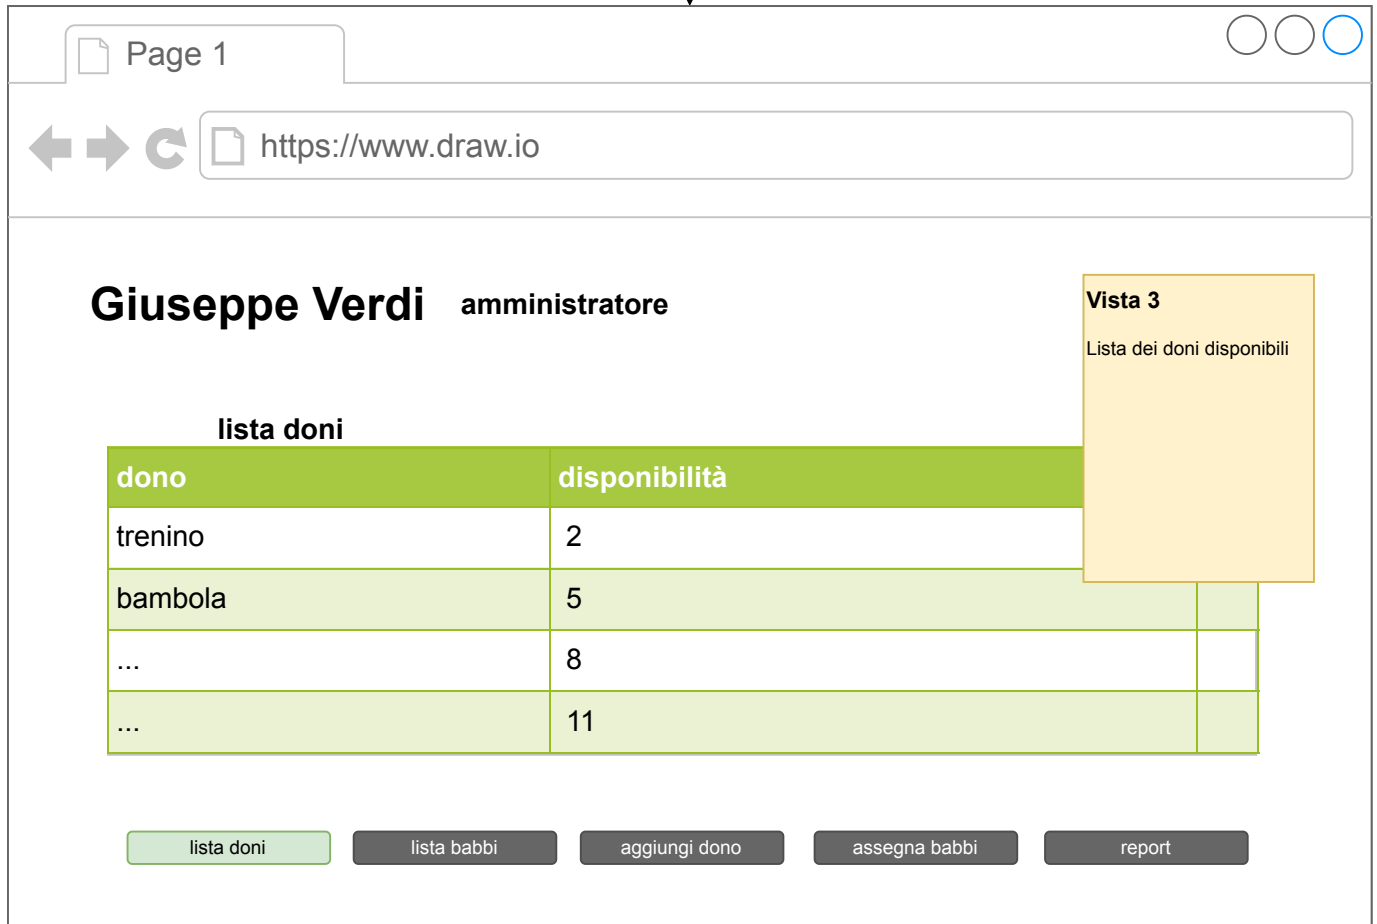 Page 1
https://www.draw.io
Giuseppe Verdi amministratore
Vista 3
Lista dei doni disponibili
lista doni
dono disponibilità
trenino 2
bambola 5
... 8
... 11
lista doni lista babbi aggiungi dono assegna babbi report